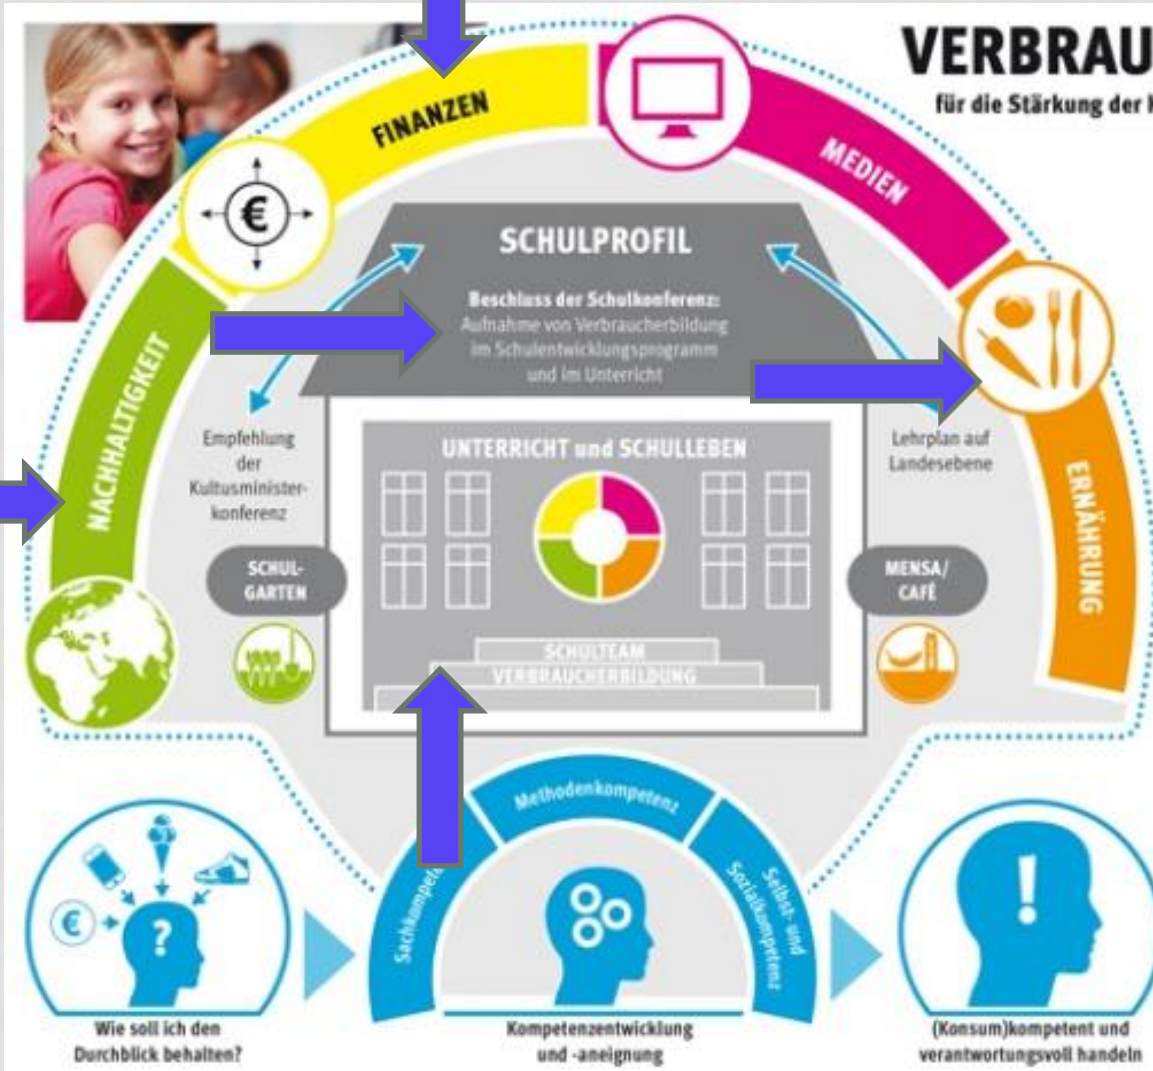 VERBRAU
für die Stärkung der
FINANZEN
MEDIEN
NACHHALTIGKEIT
ERNÄHRUNG
€
SCHULPROFIL
Beschluss der Schulkonferenz:
Aufnahme von Verbraucherbildung
im Schulentwicklungsprogramm
und im Unterricht
Empfehlung
der
Kultusminister-
konferenz
Lehrplan auf
Landesebene
UNTERRICHT und SCHULLEBEN
SCHUL-
GARTEN
MENSA/
CAFÉ
SCHULTEAM
VERBRAUCHERBILDUNG
Sachkompete
Methodenkompetenz
Selbst- und
Sozialkompetenz
€
?
!
Wie soll ich den
Durchblick behalten?
Kompetenzentwicklung
und -aneignung
(Konsum)kompetent und
verantwortungsvoll handeln